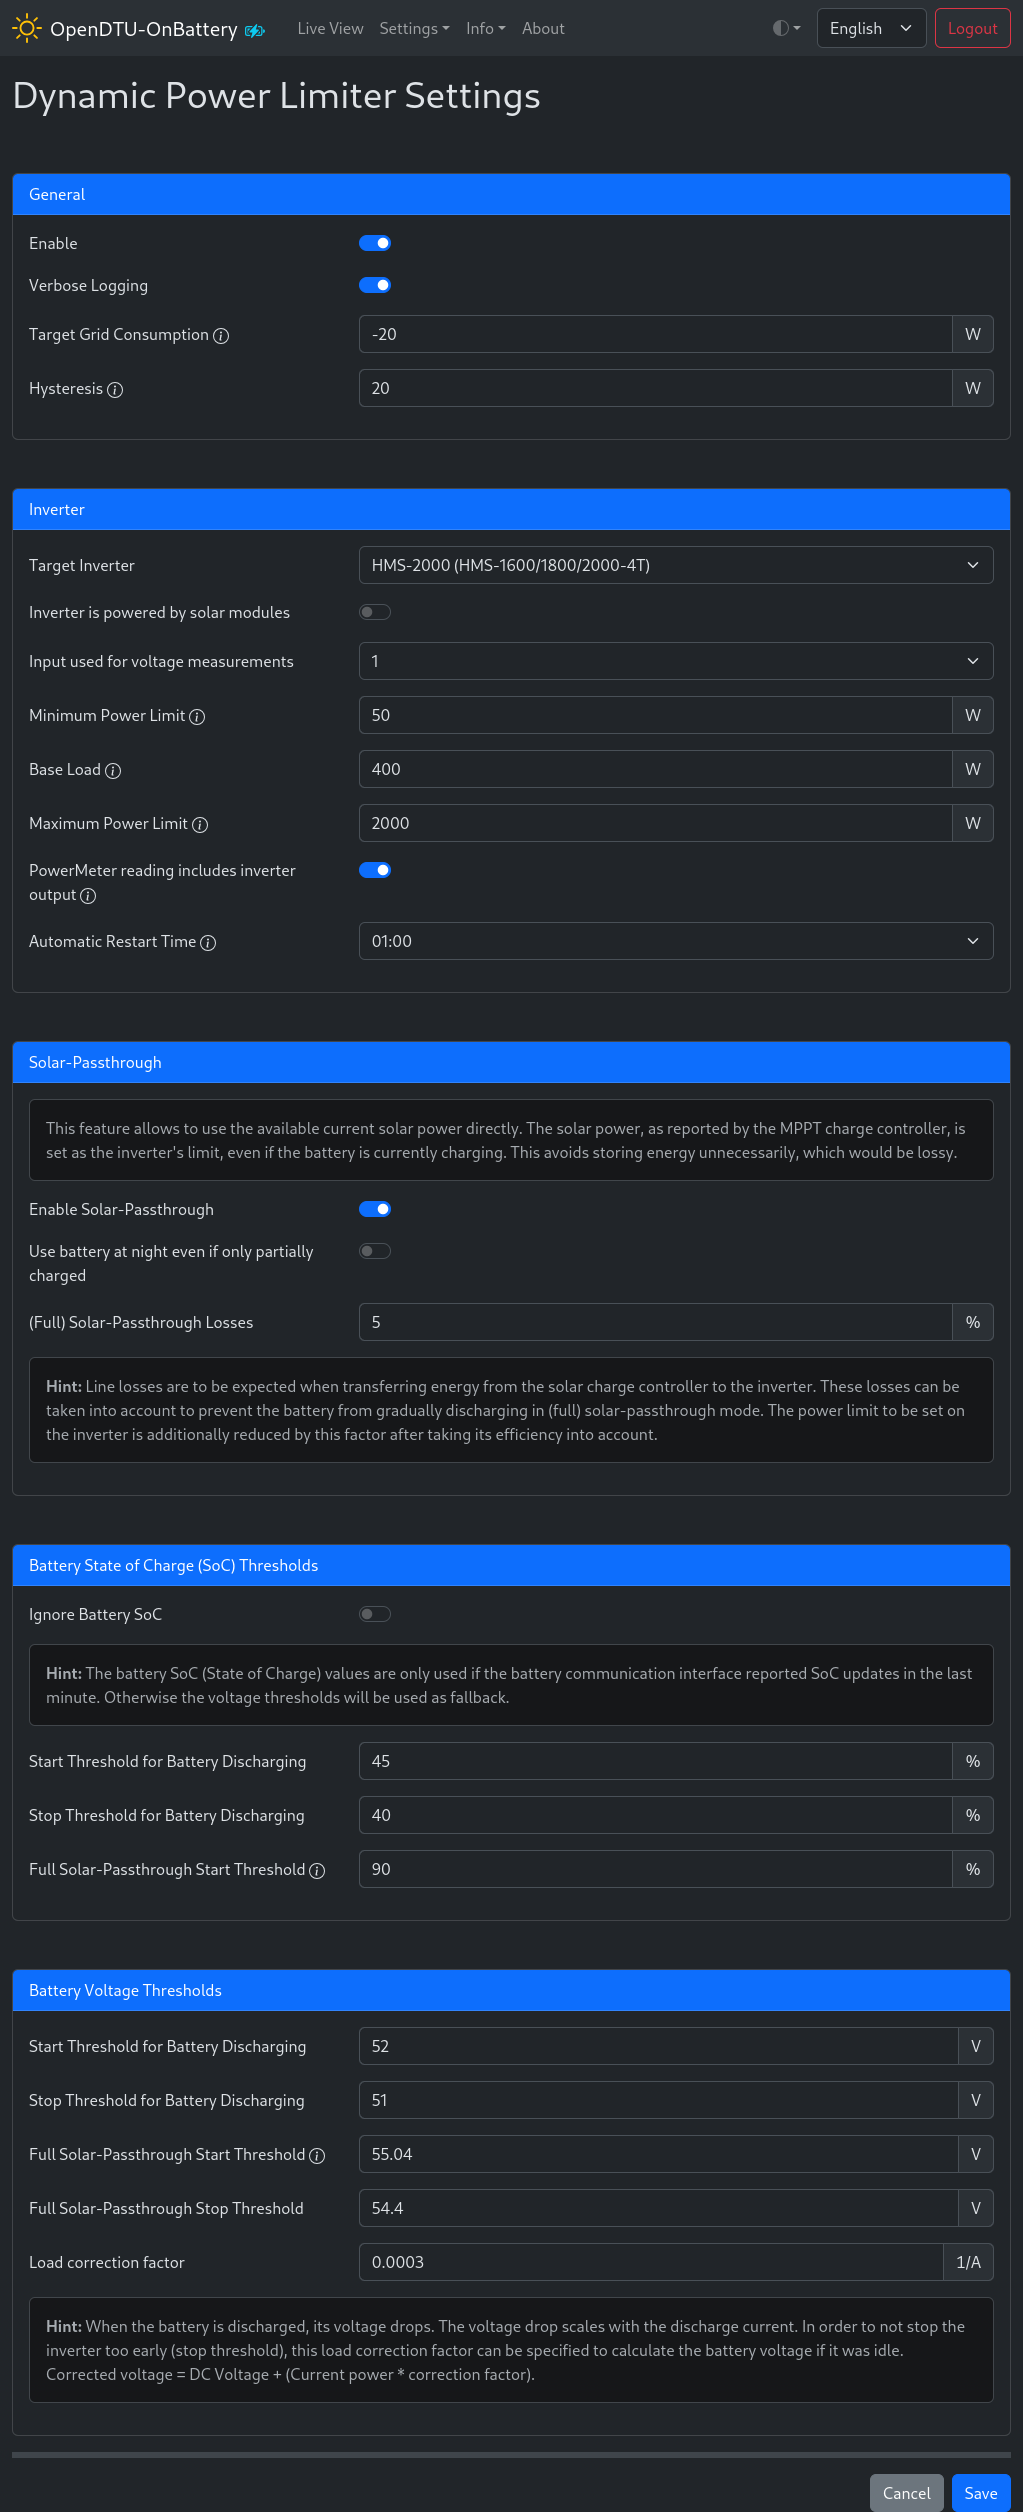 OpenDTU-OnBattery
Live View Settings Info About
English
Logout
Dynamic Power Limiter Settings
General
Enable
Verbose Logging
Target Grid Consumption
-20 W
Hysteresis
20 W
Inverter
Target Inverter
HMS-2000 (HMS-1600/1800/2000-4T)
Inverter is powered by solar modules
Input used for voltage measurements
1
Minimum Power Limit
50 W
Base Load
400 W
Maximum Power Limit
2000 W
PowerMeter reading includes inverter
output
Automatic Restart Time
01:00
Solar-Passthrough
This feature allows to use the available current solar power directly. The solar power, as reported by the MPPT charge controller, is
set as the inverter's limit, even if the battery is currently charging. This avoids storing energy unnecessarily, which would be lossy.
Enable Solar-Passthrough
Use battery at night even if only partially
charged
(Full) Solar-Passthrough Losses
5 %
Hint: Line losses are to be expected when transferring energy from the solar charge controller to the inverter. These losses can be
taken into account to prevent the battery from gradually discharging in (full) solar-passthrough mode. The power limit to be set on
the inverter is additionally reduced by this factor after taking its efficiency into account.
Battery State of Charge (SoC) Thresholds
Ignore Battery SoC
Hint: The battery SoC (State of Charge) values are only used if the battery communication interface reported SoC updates in the last
minute. Otherwise the voltage thresholds will be used as fallback.
Start Threshold for Battery Discharging
45 %
Stop Threshold for Battery Discharging
40 %
Full Solar-Passthrough Start Threshold
90 %
Battery Voltage Thresholds
Start Threshold for Battery Discharging
52 V
Stop Threshold for Battery Discharging
51 V
Full Solar-Passthrough Start Threshold
55.04 V
Full Solar-Passthrough Stop Threshold
54.4 V
Load correction factor
0.0003 1/A
Hint: When the battery is discharged, its voltage drops. The voltage drop scales with the discharge current. In order to not stop the
inverter too early (stop threshold), this load correction factor can be specified to calculate the battery voltage if it was idle.
Corrected voltage = DC Voltage + (Current power * correction factor).
Cancel
Save